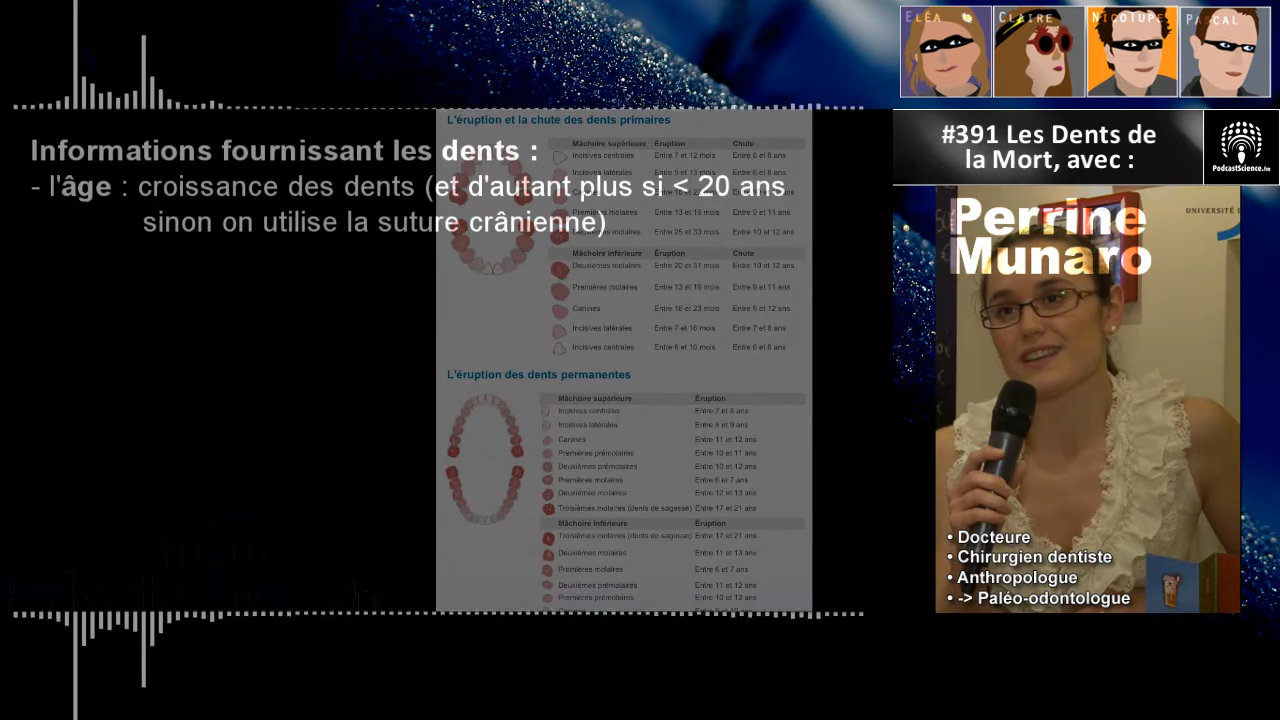 ELÉA
CLAIRE
NICOTUPE
PASCAL
#391 Les Dents de
la Mort, avec :
PodcastScience.fm
Perrine
Munaro
UNIVERSITÉ D
• Docteure
• Chirurgien dentiste
• Anthropologue
• -> Paléo-odontologue
Informations fournissant les dents :
- l'âge : croissance des dents (et d'autant plus si < 20 ans
sinon on utilise la suture crânienne)
L'éruption et la chute des dents primaires
Mâchoire supérieure Éruption Chute
Incisives centrales Entre 7 et 12 mois Entre 6 et 8 ans
Incisives latérales Entre 9 et 13 mois Entre 7 et 8 ans
Premières molaires Entre 13 et 19 mois Entre 9 et 11 ans
Deuxièmes molaires Entre 25 et 33 mois Entre 10 et 12 ans
Mâchoire inférieure Éruption Chute
Deuxièmes molaires Entre 20 et 31 mois Entre 10 et 12 ans
Premières molaires Entre 13 et 19 mois Entre 9 et 11 ans
Canines Entre 16 et 23 mois Entre 9 et 12 ans
Incisives latérales Entre 7 et 16 mois Entre 7 et 8 ans
Incisives centrales Entre 6 et 10 mois Entre 6 et 8 ans
L'éruption des dents permanentes
Mâchoire supérieure Éruption
Incisives centrales Entre 7 et 8 ans
Incisives latérales Entre 8 et 9 ans
Canines Entre 11 et 12 ans
Premières prémolaires Entre 10 et 11 ans
Deuxièmes prémolaires Entre 10 et 12 ans
Premières molaires Entre 6 et 7 ans
Deuxièmes molaires Entre 12 et 13 ans
Troisièmes molaires (dents de sagesse) Entre 17 et 21 ans
Mâchoire inférieure Éruption
Troisièmes molaires (dents de sagesse) Entre 17 et 21 ans
Deuxièmes molaires Entre 11 et 13 ans
Premières molaires Entre 6 et 7 ans
Deuxièmes prémolaires Entre 11 et 12 ans
Premières prémolaires Entre 10 et 12 ans